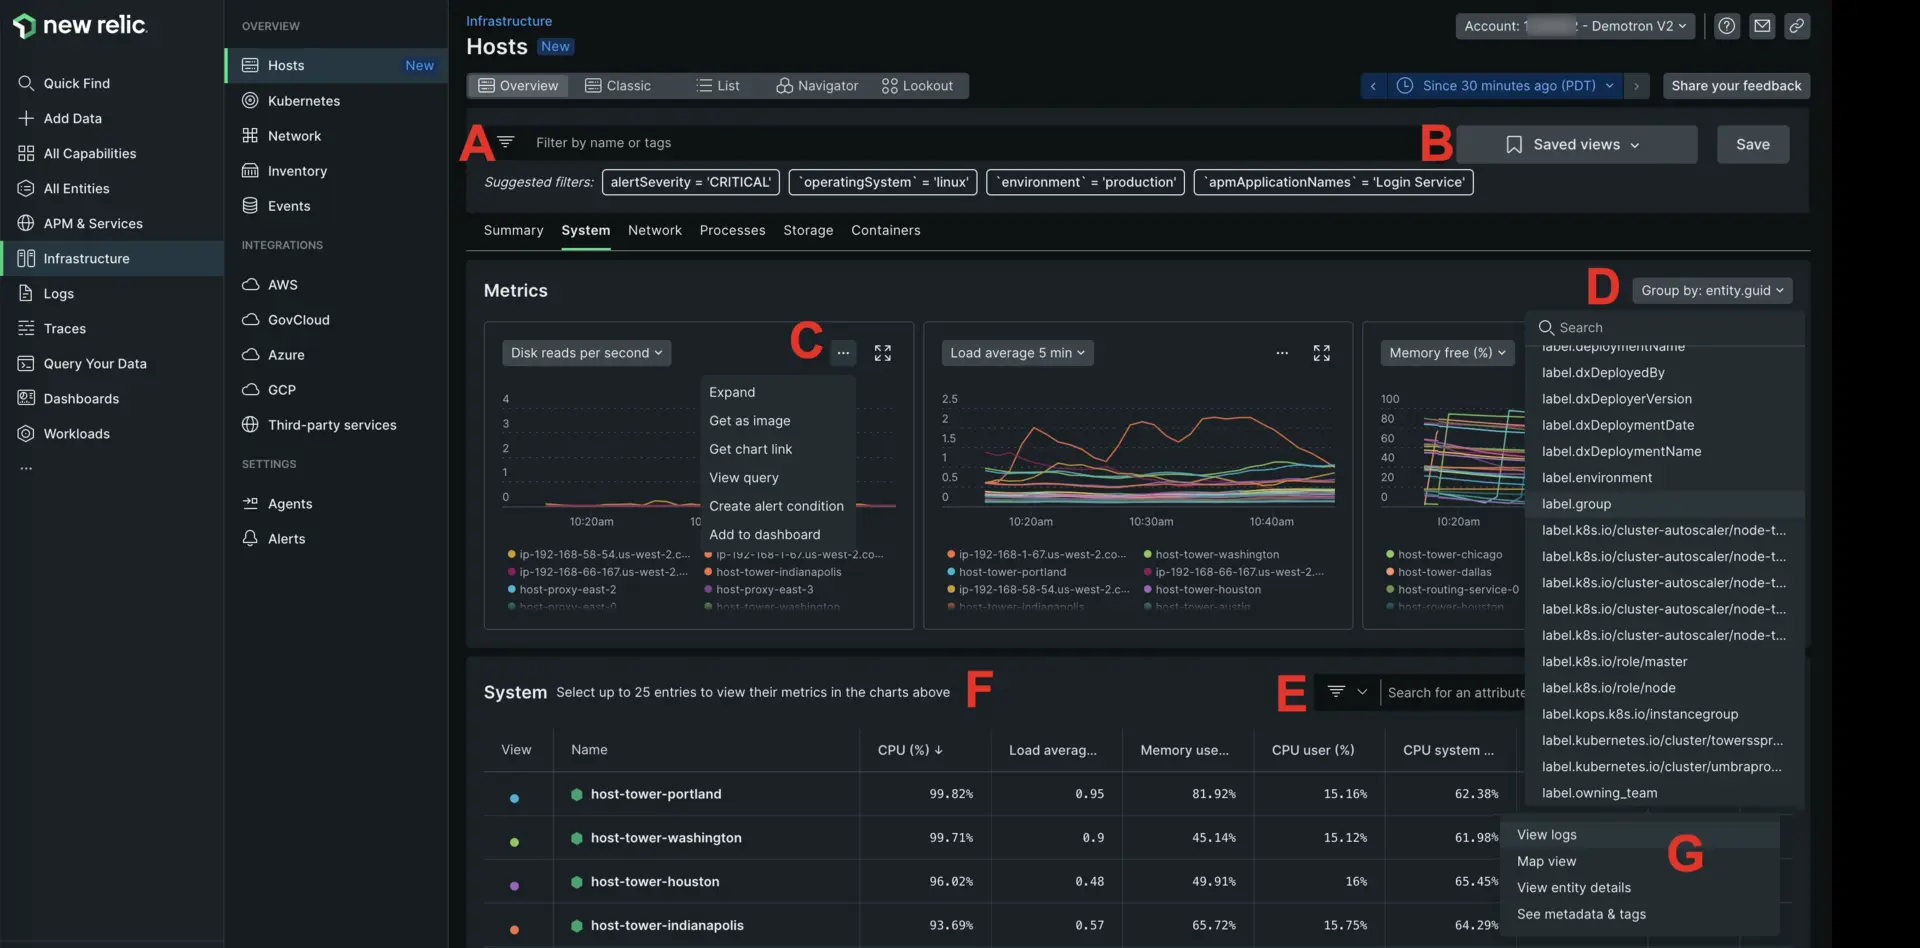 new relic.
Quick Find
Add Data
All Capabilities
All Entities
APM & Services
Infrastructure
Logs
Traces
Query Your Data
Dashboards
Workloads
...
OVERVIEW
Hosts New
Kubernetes
Network
Inventory
Events
INTEGRATIONS
AWS
GovCloud
Azure
GCP
Third-party services
SETTINGS
Agents
Alerts
Infrastructure
Hosts New
Account: - Demotron V2
Overview Classic List Navigator Lookout
Since 30 minutes ago (PDT)
Share your feedback
A Filter by name or tags
B Saved views Save
Suggested filters: alertSeverity = 'CRITICAL' `operatingSystem` = 'linux' `environment` = 'production' `apmApplicationNames` = 'Login Service'
Summary System Network Processes Storage Containers
Metrics
D Group by: entity.guid
Disk reads per second C ...
4
3
2
1
0
10:20am
Expand
Get as image
Get chart link
View query
Create alert condition
Add to dashboard
ip-192-168-58-54.us-west-2.c... ip-192-168-1-67.us-west-2.co...
ip-192-168-66-167.us-west-2.... host-tower-indianapolis
host-proxy-east-2 host-proxy-east-3
host-proxy-east-0 host-tower-washington
Load average 5 min ...
2.5
2
1.5
1
0.5
0
10:20am 10:30am 10:40am
ip-192-168-1-67.us-west-2.co... host-tower-washington
host-tower-portland ip-192-168-66-167.us-west-2....
ip-192-168-58-54.us-west-2.c... host-tower-houston
host-tower-indianapolis host-tower-austin
Memory free (%)
100
80
60
40
20
0
10:20am
host-tower-chicago
host-tower-dallas
host-routing-service-0
Search
label.deploymentName
label.dxDeployedBy
label.dxDeployerVersion
label.dxDeploymentDate
label.dxDeploymentName
label.environment
label.group
label.k8s.io/cluster-autoscaler/node-t...
label.k8s.io/cluster-autoscaler/node-t...
label.k8s.io/cluster-autoscaler/node-t...
label.k8s.io/cluster-autoscaler/node-t...
label.k8s.io/cluster-autoscaler/node-t...
label.k8s.io/role/master
label.k8s.io/role/node
label.kops.k8s.io/instancegroup
label.kubernetes.io/cluster/towersspr...
label.kubernetes.io/cluster/umbrapro...
label.owning_team
System Select up to 25 entries to view their metrics in the charts above F
E Search for an attribute
View Name CPU (%) ↓ Load averag... Memory use... CPU user (%) CPU system ...
host-tower-portland 99.82% 0.95 81.92% 15.16% 62.38%
host-tower-washington 99.71% 0.9 45.14% 15.12% 61.98%
host-tower-houston 96.02% 0.48 49.91% 16% 65.45%
host-tower-indianapolis 93.69% 0.57 65.72% 15.75% 64.29%
View logs
Map view
View entity details
See metadata & tags
G